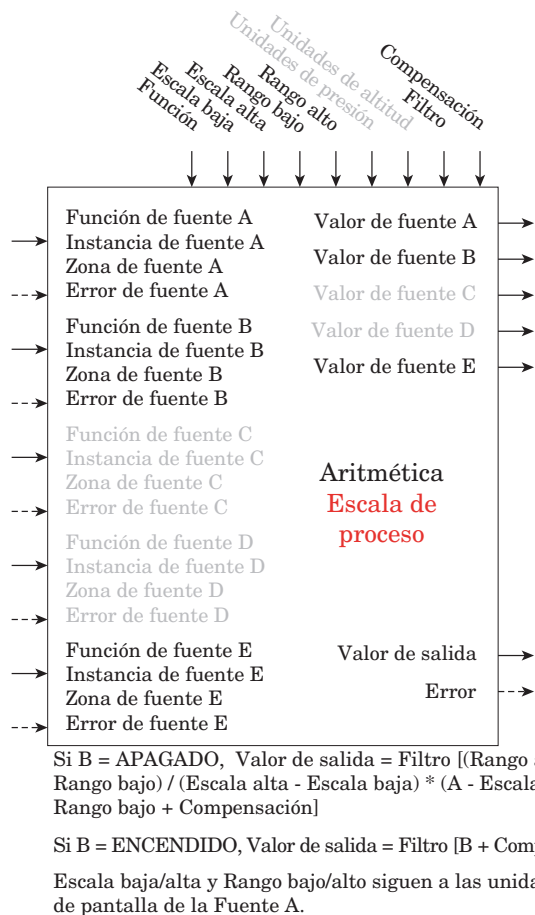 Función
Escala baja
Escala alta
Rango bajo
Rango alto
Unidades de presión
Unidades de altitud
Filtro
Compensación
Función de fuente A
Instancia de fuente A
Zona de fuente A
Error de fuente A
Función de fuente B
Instancia de fuente B
Zona de fuente B
Error de fuente B
Función de fuente C
Instancia de fuente C
Zona de fuente C
Error de fuente C
Función de fuente D
Instancia de fuente D
Zona de fuente D
Error de fuente D
Función de fuente E
Instancia de fuente E
Zona de fuente E
Error de fuente E
Valor de fuente A
Valor de fuente B
Valor de fuente C
Valor de fuente D
Valor de fuente E
Aritmética
Escala de
proceso
Valor de salida
Error
Si B = APAGADO, Valor de salida = Filtro [(Rango
Rango bajo) / (Escala alta - Escala baja) * (A - Escala
Rango bajo + Compensación]
Si B = ENCENDIDO, Valor de salida = Filtro [B +
Escala baja/alta y Rango bajo/alto siguen a las
de pantalla de la Fuente A.